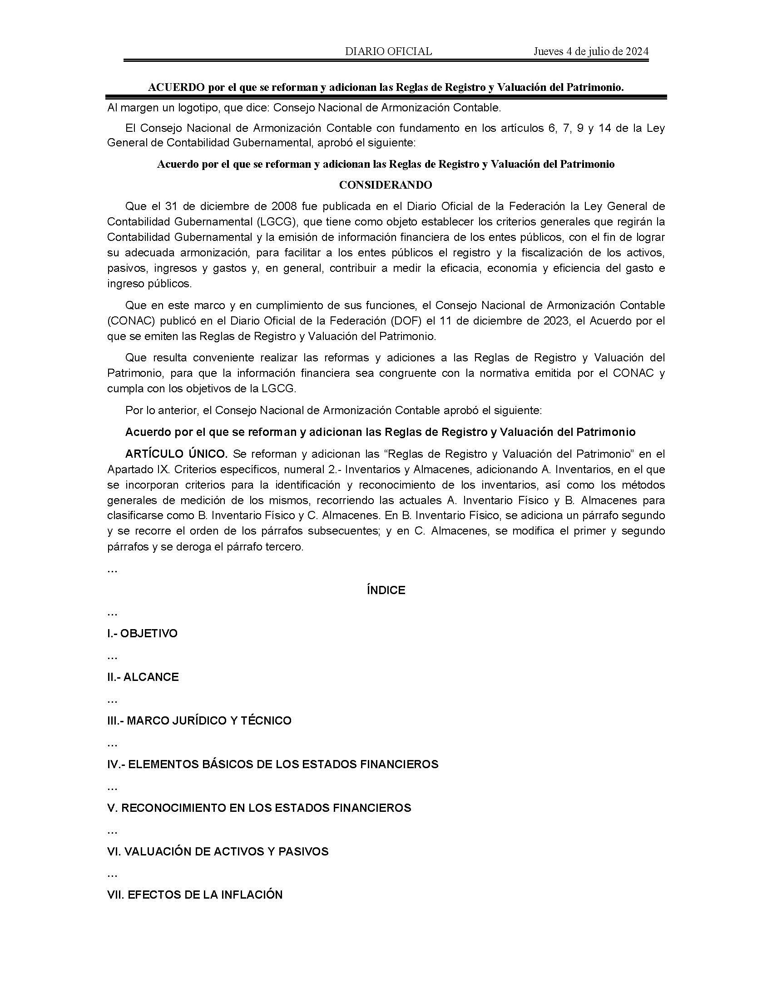 DIARIO OFICIAL Jueves 4 de julio de 2024
ACUERDO por el que se reforman y adicionan las Reglas de Registro y Valuación del Patrimonio.
Al margen un logotipo, que dice: Consejo Nacional de Armonización Contable.
El Consejo Nacional de Armonización Contable con fundamento en los artículos 6, 7, 9 y 14 de la Ley
General de Contabilidad Gubernamental, aprobó el siguiente:
Acuerdo por el que se reforman y adicionan las Reglas de Registro y Valuación del Patrimonio
CONSIDERANDO
Que el 31 de diciembre de 2008 fue publicada en el Diario Oficial de la Federación la Ley General de
Contabilidad Gubernamental (LGCG), que tiene como objeto establecer los criterios generales que regirán la
Contabilidad Gubernamental y la emisión de información financiera de los entes públicos, con el fin de lograr
su adecuada armonización, para facilitar a los entes públicos el registro y la fiscalización de los activos,
pasivos, ingresos y gastos y, en general, contribuir a medir la eficacia, economía y eficiencia del gasto e
ingreso públicos.
Que en este marco y en cumplimiento de sus funciones, el Consejo Nacional de Armonización Contable
(CONAC) publicó en el Diario Oficial de la Federación (DOF) el 11 de diciembre de 2023, el Acuerdo por el
que se emiten las Reglas de Registro y Valuación del Patrimonio.
Que resulta conveniente realizar las reformas y adiciones a las Reglas de Registro y Valuación del
Patrimonio, para que la información financiera sea congruente con la normativa emitida por el CONAC y
cumpla con los objetivos de la LGCG.
Por lo anterior, el Consejo Nacional de Armonización Contable aprobó el siguiente:
Acuerdo por el que se reforman y adicionan las Reglas de Registro y Valuación del Patrimonio
ARTÍCULO ÚNICO. Se reforman y adicionan las “Reglas de Registro y Valuación del Patrimonio” en el
Apartado IX. Criterios específicos, numeral 2.- Inventarios y Almacenes, adicionando A. Inventarios, en el que
se incorporan criterios para la identificación y reconocimiento de los inventarios, así como los métodos
generales de medición de los mismos, recorriendo las actuales A. Inventario Físico y B. Almacenes para
clasificarse como B. Inventario Físico y C. Almacenes. En B. Inventario Físico, se adiciona un párrafo segundo
y se recorre el orden de los párrafos subsecuentes; y en C. Almacenes, se modifica el primer y segundo
párrafos y se deroga el párrafo tercero.
...
ÍNDICE
...
I.- OBJETIVO
...
II.- ALCANCE
...
III.- MARCO JURÍDICO Y TÉCNICO
...
IV.- ELEMENTOS BÁSICOS DE LOS ESTADOS FINANCIEROS
...
V. RECONOCIMIENTO EN LOS ESTADOS FINANCIEROS
...
VI. VALUACIÓN DE ACTIVOS Y PASIVOS
...
VII. EFECTOS DE LA INFLACIÓN